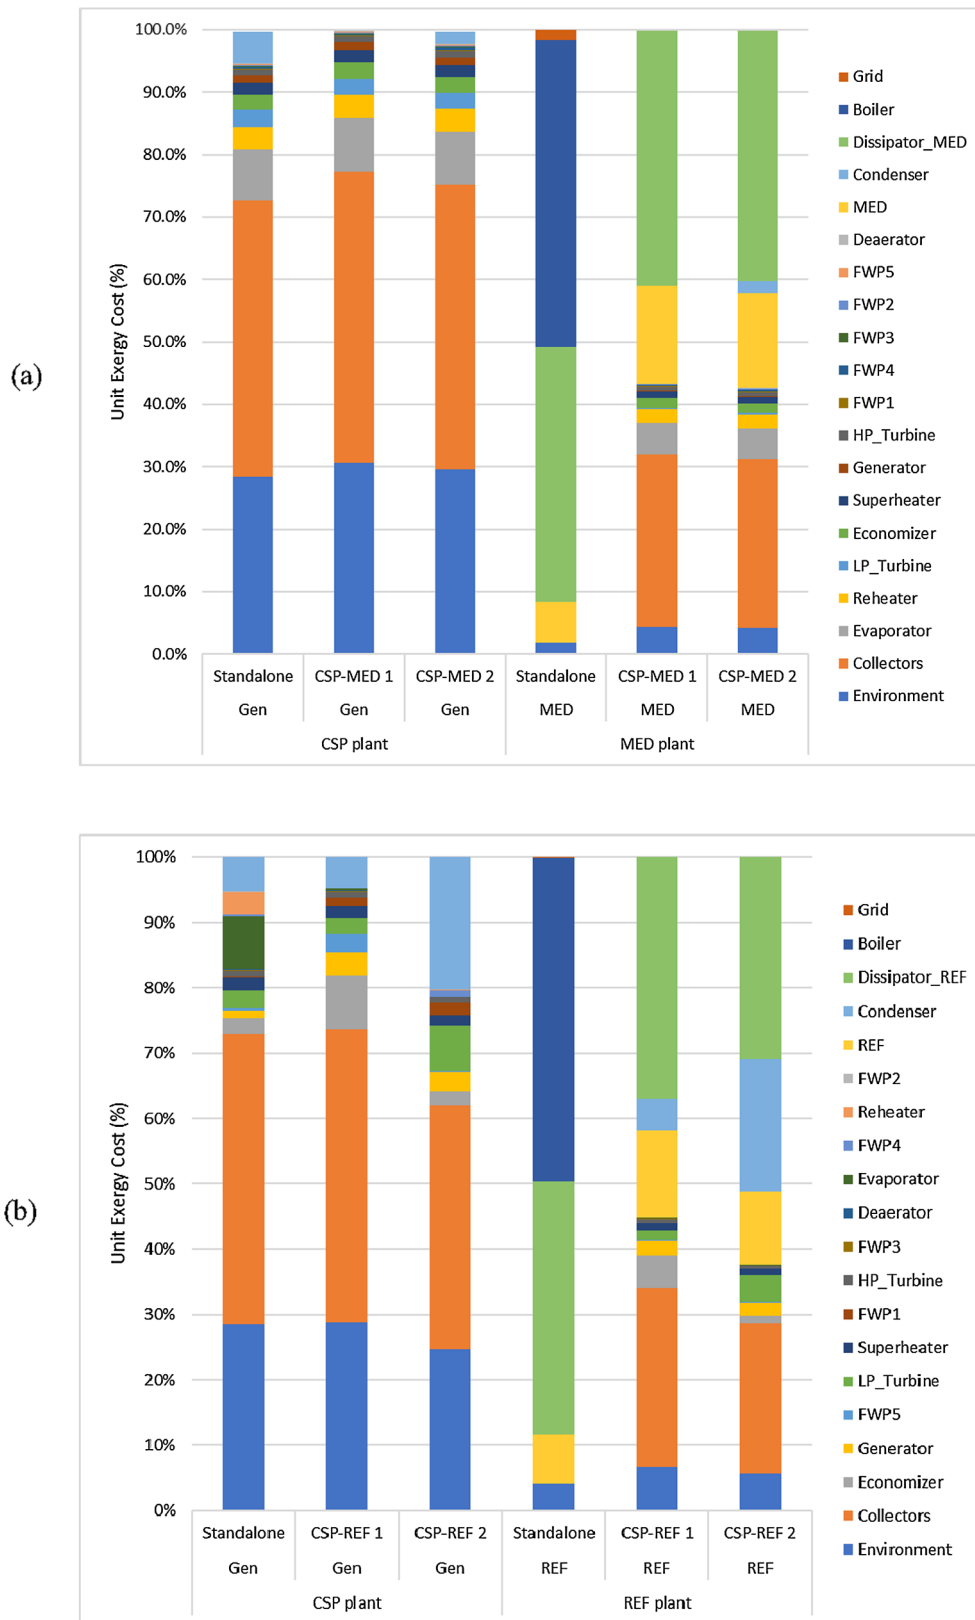 (a)
Unit Exergy Cost (%)
100.0%
90.0%
80.0%
70.0%
60.0%
50.0%
40.0%
30.0%
20.0%
10.0%
0.0%
Standalone CSP-MED 1 CSP-MED 2 Standalone CSP-MED 1 CSP-MED 2
Gen Gen Gen MED MED MED
CSP plant MED plant
Grid
Boiler
Dissipator_MED
Condenser
MED
Deaerator
FWP5
FWP2
FWP3
FWP4
FWP1
HP_Turbine
Generator
Superheater
Economizer
LP_Turbine
Reheater
Evaporator
Collectors
Environment
(b)
Unit Exergy Cost (%)
100%
90%
80%
70%
60%
50%
40%
30%
20%
10%
0%
Standalone CSP-REF 1 CSP-REF 2 Standalone CSP-REF 1 CSP-REF 2
Gen Gen Gen REF REF REF
CSP plant REF plant
Grid
Boiler
Dissipator_REF
Condenser
REF
FWP2
Reheater
FWP4
Evaporator
Deaerator
FWP3
HP_Turbine
FWP1
Superheater
LP_Turbine
FWP5
Generator
Economizer
Collectors
Environment